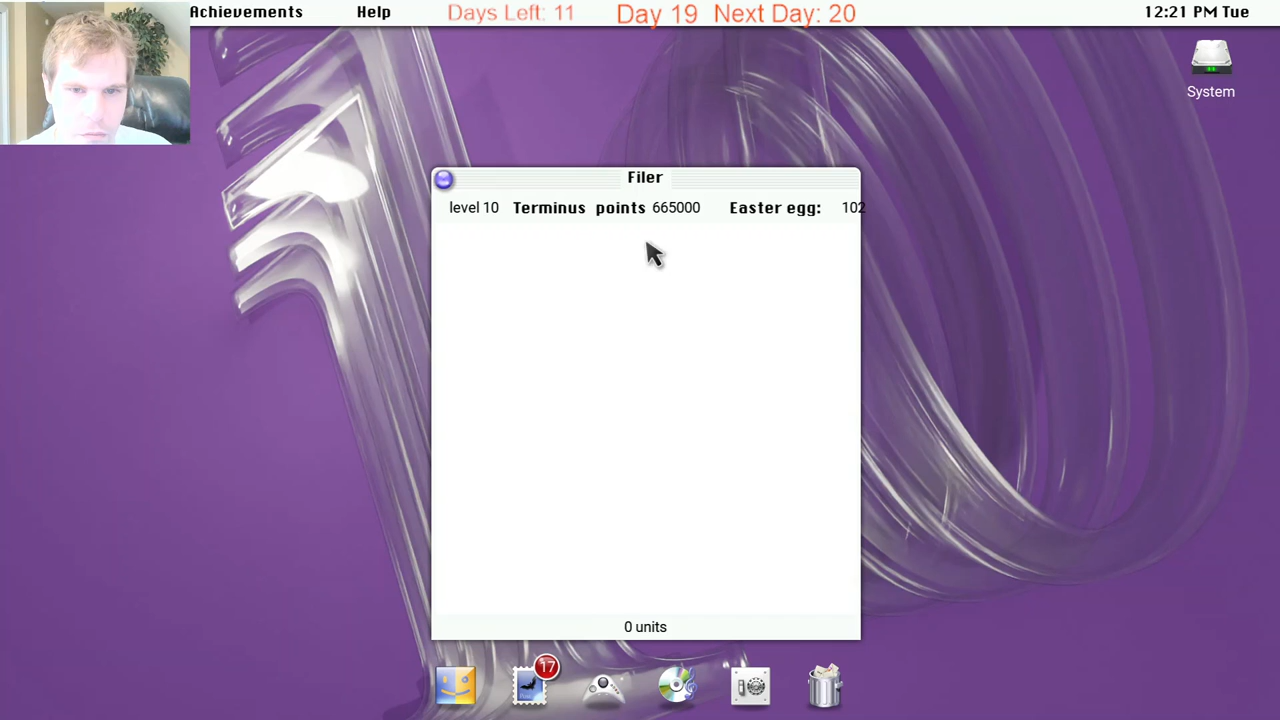 Achievements Help Days Left: 11 Day 19 Next Day: 20 12:21 PM Tue
System
Filer
level 10 Terminus points 665000 Easter egg: 102
0 units
17